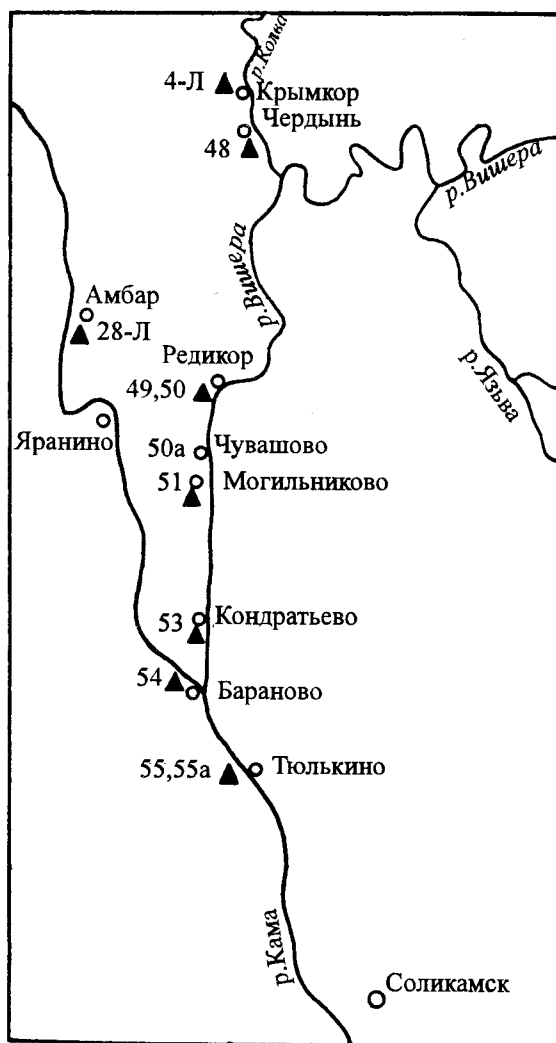 р.Колва
4-Л
Крымкор
Чердынь
48
р.Вишера
р.Вишера
Амбар
28-Л
Редикор
49,50
р.Язьва
Яранино
50а
Чувашово
51
Могильниково
53
Кондратьево
54
Бараново
55,55а
Тюлькино
р.Кама
Соликамск